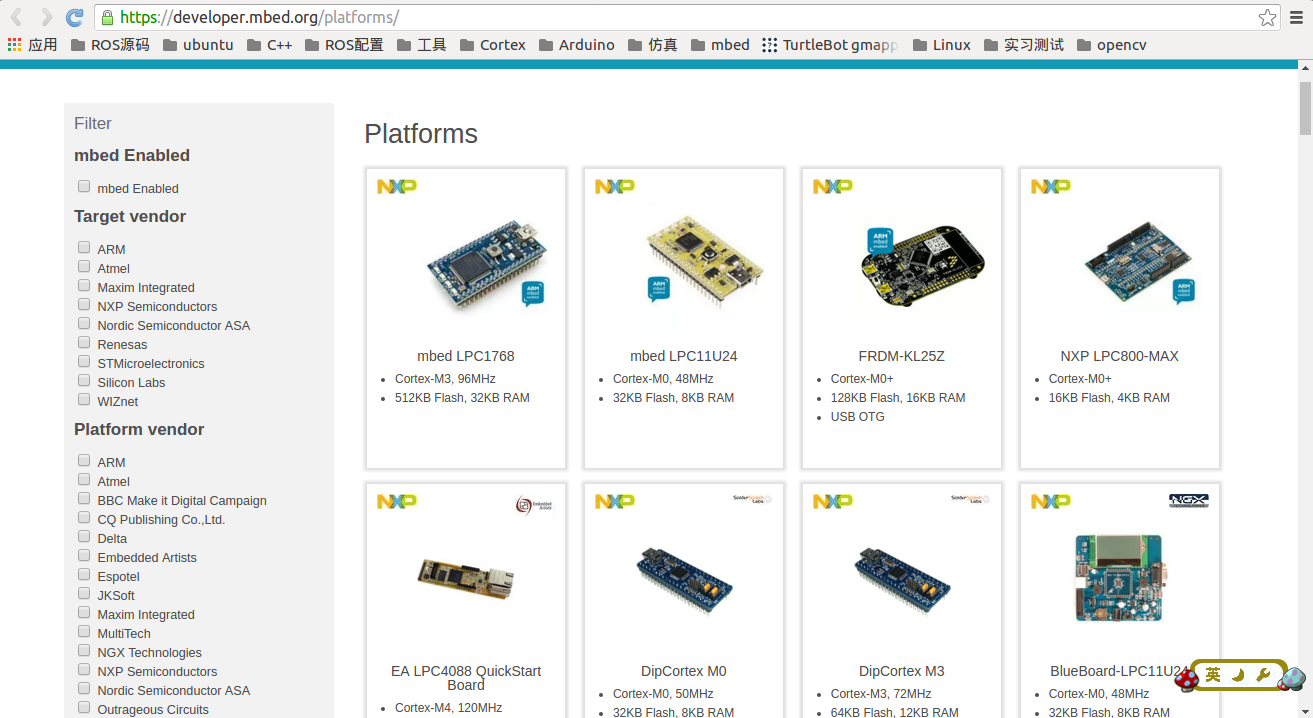 https://developer.mbed.org/platforms/
应用 ROS源码 ubuntu C++ ROS配置 工具 Cortex Arduino 仿真 mbed TurtleBot gmapp Linux 实习测试 opencv
Filter
mbed Enabled
mbed Enabled
Target vendor
ARM
Atmel
Maxim Integrated
NXP Semiconductors
Nordic Semiconductor ASA
Renesas
STMicroelectronics
Silicon Labs
WIZnet
Platform vendor
ARM
Atmel
BBC Make it Digital Campaign
CQ Publishing Co.,Ltd.
Delta
Embedded Artists
Espotel
JKSoft
Maxim Integrated
MultiTech
NGX Technologies
NXP Semiconductors
Nordic Semiconductor ASA
Outrageous Circuits
Platforms
NXP
ARM
mbed
enabled
mbed LPC1768
Cortex-M3, 96MHz
512KB Flash, 32KB RAM
NXP
ARM
mbed
enabled
mbed LPC11U24
Cortex-M0, 48MHz
32KB Flash, 8KB RAM
NXP
ARM
mbed
enabled
FRDM-KL25Z
Cortex-M0+
128KB Flash, 16KB RAM
USB OTG
NXP
ARM
mbed
enabled
NXP LPC800-MAX
Cortex-M0+
16KB Flash, 4KB RAM
NXP
Embedded
Artists
EA LPC4088 QuickStart
Board
Cortex-M4, 120MHz
NXP
SolderSplash
Labs
DipCortex M0
Cortex-M0, 50MHz
32KB Flash, 8KB RAM
NXP
SolderSplash
Labs
DipCortex M3
Cortex-M3, 72MHz
64KB Flash, 12KB RAM
NXP
NGX
BlueBoard-LPC11U24
Cortex-M0, 48MHz
32KB Flash, 8KB RAM
英